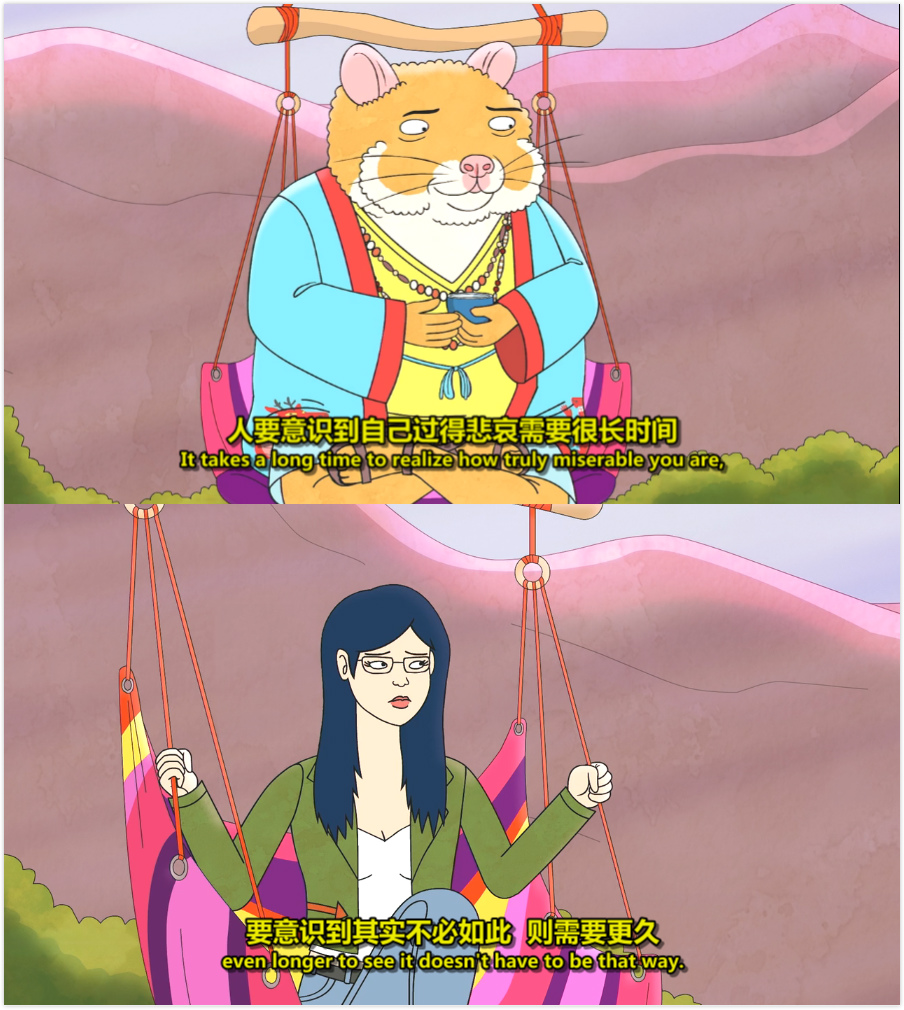 人要意识到自己过得悲哀需要很长时间
It takes a long time to realize how truly miserable you are,
要意识到其实不必如此 则需要更久
even longer to see it doesn't have to be that way.